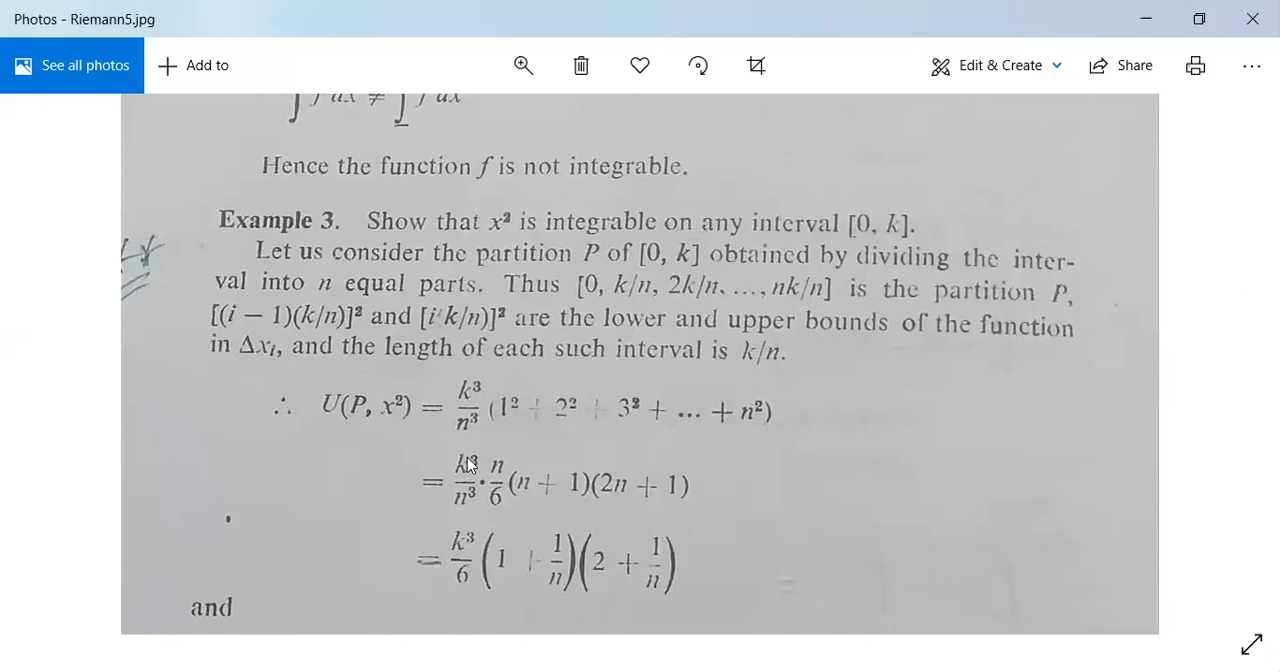 Photos - Riemann5.jpg
See all photos
Add to
Edit & Create
Share
∫ f dx ≠ ∫ f dx
Hence the function f is not integrable.
Example 3. Show that x² is integrable on any interval [0, k].
Let us consider the partition P of [0, k] obtained by dividing the inter-
val into n equal parts. Thus [0, k/n, 2k/n, ..., nk/n] is the partition P,
[(i − 1)(k/n)]² and [i k/n)]² are the lower and upper bounds of the function
in Δxᵢ, and the length of each such interval is k/n.
∴ U(P, x²) = k³/n³ (1² + 2² + 3² + ... + n²)
= k³/n³ · n/6 (n + 1)(2n + 1)
= k³/6 (1 + 1/n)(2 + 1/n)
and